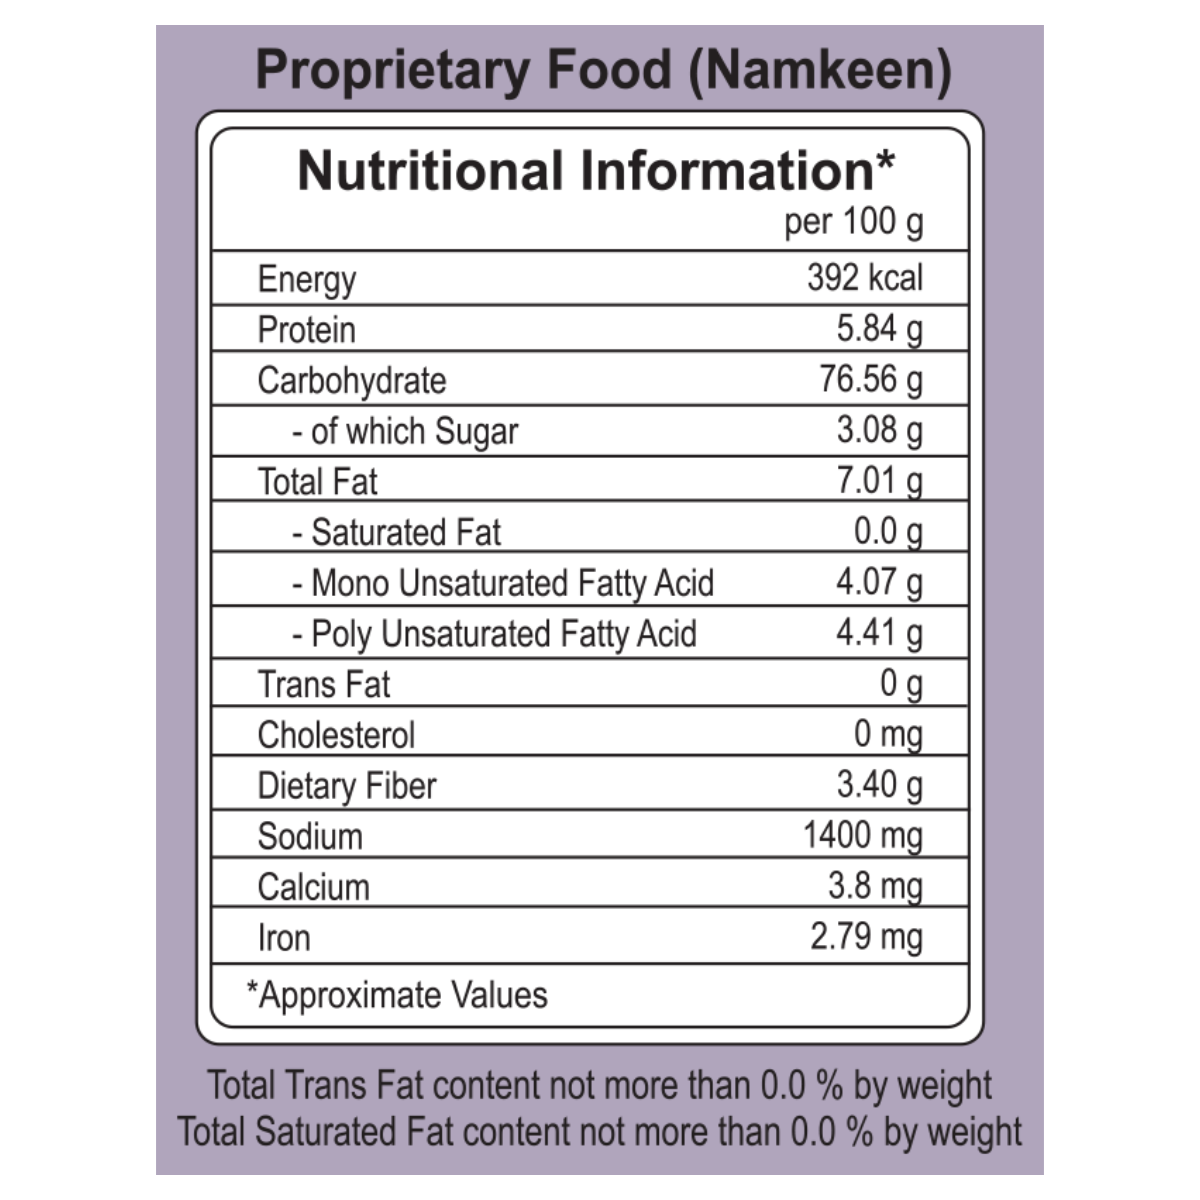 Proprietary Food (Namkeen)
Nutritional Information*
per 100 g
Energy 392 kcal
Protein 5.84 g
Carbohydrate 76.56 g
- of which Sugar 3.08 g
Total Fat 7.01 g
- Saturated Fat 0.0 g
- Mono Unsaturated Fatty Acid 4.07 g
- Poly Unsaturated Fatty Acid 4.41 g
Trans Fat 0 g
Cholesterol 0 mg
Dietary Fiber 3.40 g
Sodium 1400 mg
Calcium 3.8 mg
Iron 2.79 mg
*Approximate Values
Total Trans Fat content not more than 0.0 % by weight
Total Saturated Fat content not more than 0.0 % by weight